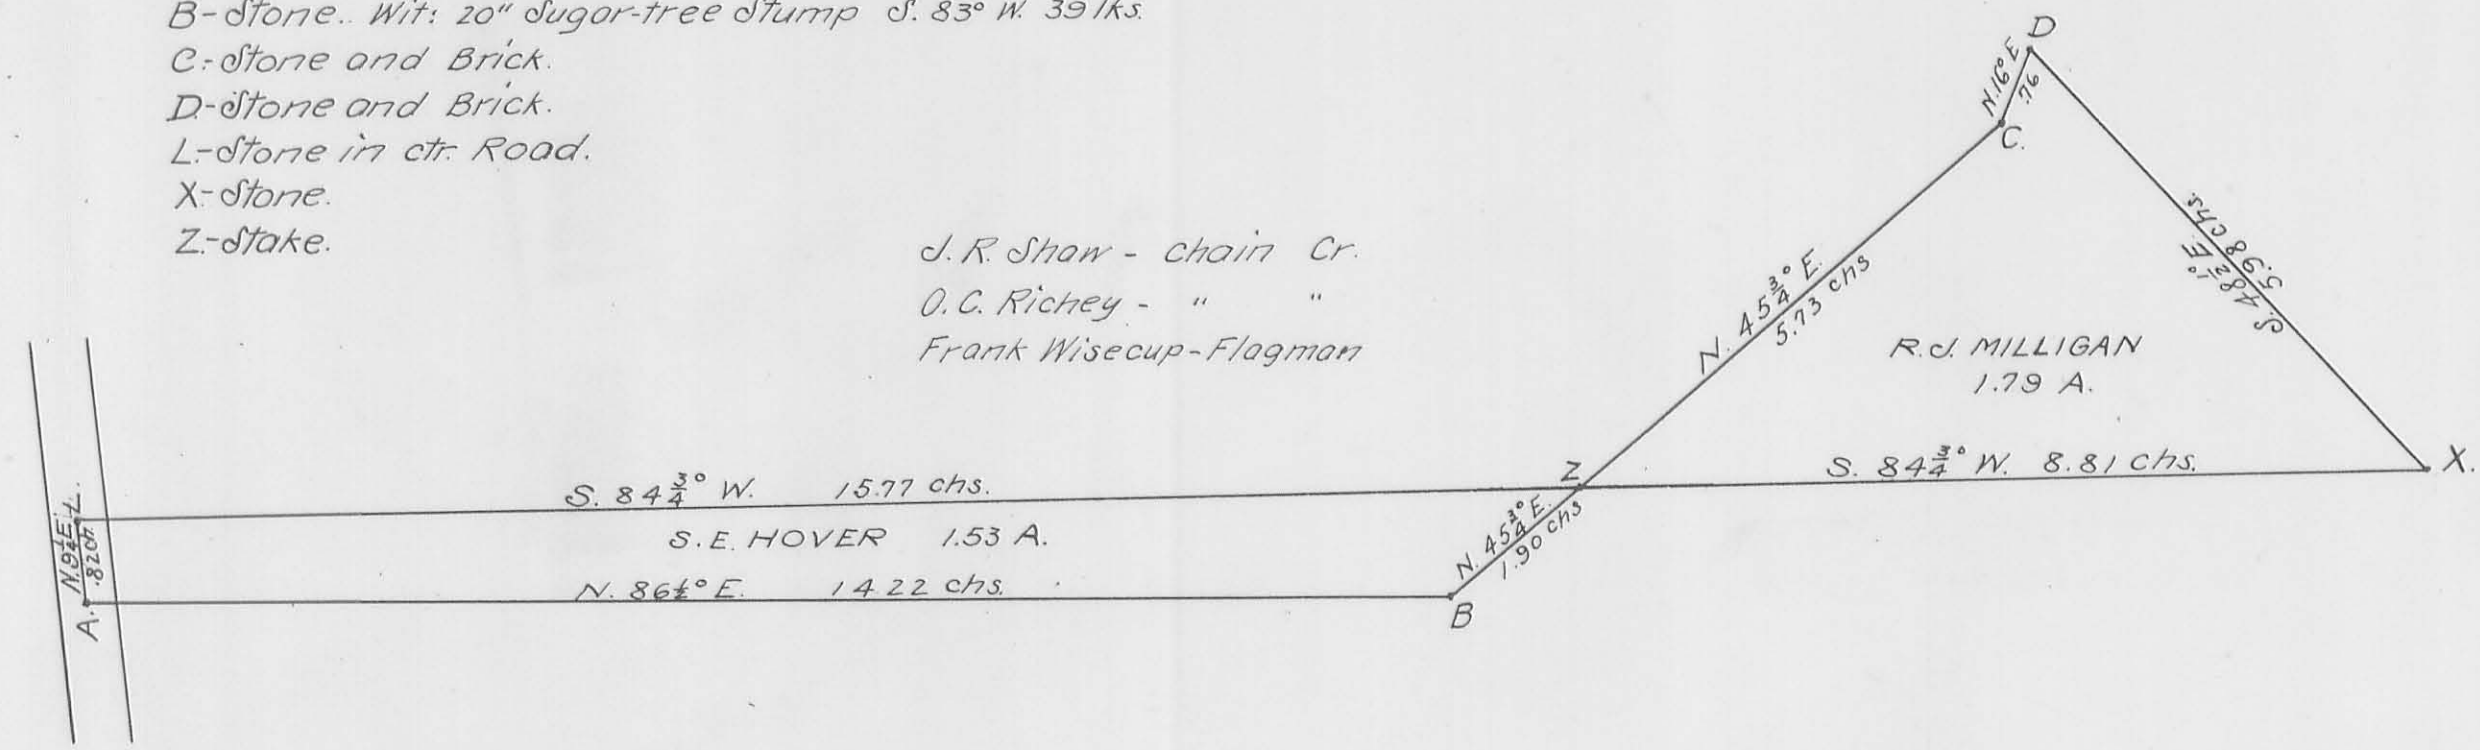 B-Stone.. Wit: 20" Sugar-tree Stump S. 83° W. 39 lks.
C-Stone and Brick.
D-Stone and Brick.
L-Stone in ctr. Road.
X-Stone.
Z-Stake.
J.R. Shaw - Chain Cr.
O.C. Richey - " "
Frank Wisecup-Flagman
D
N.16° E
.76
C.
N. 45¾° E.
5.73 chs
S. 48½° E.
5.98 chs.
R.J. MILLIGAN
1.79 A.
S. 84¾° W. 8.81 chs.
X.
Z
S. 84¾° W. 15.77 chs.
N. 45¾° E.
1.90 chs
S.E. HOVER 1.53 A.
N. 86½° E. 14.22 chs.
B
L.
.82 ch.
A.